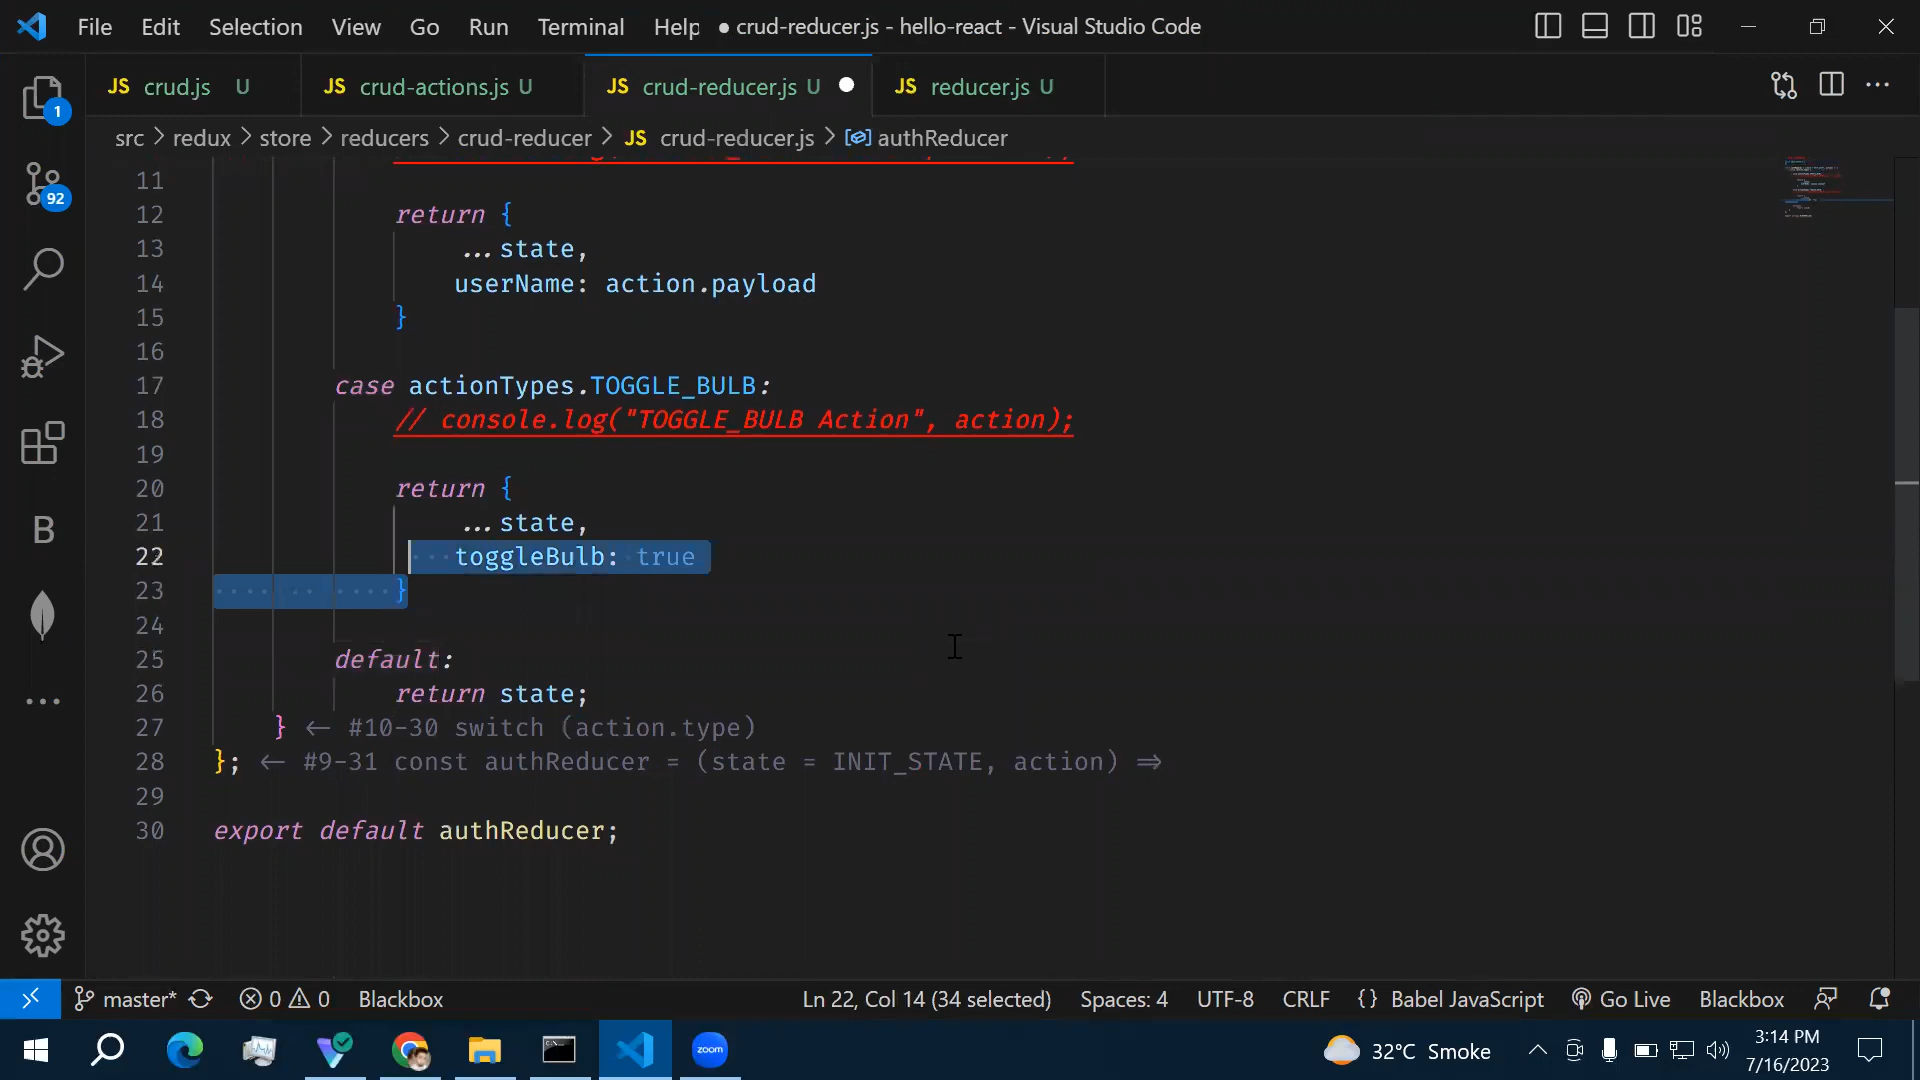 File Edit Selection View Go Run Terminal Help ● crud-reducer.js - hello-react - Visual Studio Code
JS crud.js U JS crud-actions.js U JS crud-reducer.js U JS reducer.js U
src > redux > store > reducers > crud-reducer > JS crud-reducer.js > authReducer
1
92
B
11
12 return {
13 ...state,
14 userName: action.payload
15 }
16
17 case actionTypes.TOGGLE_BULB:
18 // console.log("TOGGLE_BULB Action", action);
19
20 return {
21 ...state,
22 toggleBulb: true
23 }
24
25 default:
26 return state;
27 } <- #10-30 switch (action.type)
28 }; <- #9-31 const authReducer = (state = INIT_STATE, action) =>
29
30 export default authReducer;
master* 0 0 Blackbox Ln 22, Col 14 (34 selected) Spaces: 4 UTF-8 CRLF {} Babel JavaScript Go Live Blackbox
zoom 32°C Smoke 3:14 PM
7/16/2023